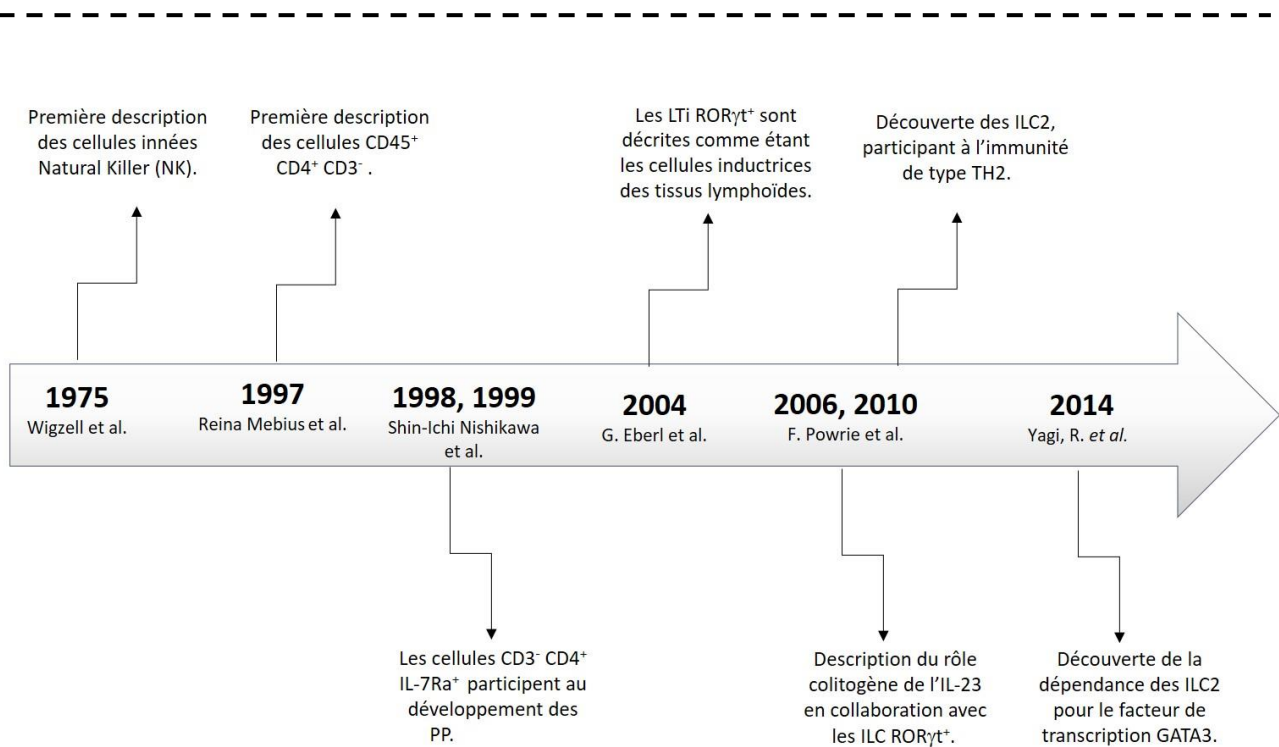 Première description
des cellules innées
Natural Killer (NK).
Première description
des cellules CD45⁺
CD4⁺ CD3⁻ .
Les LTi RORγt⁺ sont
décrites comme étant
les cellules inductrices
des tissus lymphoïdes.
Découverte des ILC2,
participant à l’immunité
de type TH2.
1975
Wigzell et al.
1997
Reina Mebius et al.
1998, 1999
Shin-Ichi Nishikawa
et al.
2004
G. Eberl et al.
2006, 2010
F. Powrie et al.
2014
Yagi, R. et al.
Les cellules CD3⁻ CD4⁺
IL-7Ra⁺ participent au
développement des
PP.
Description du rôle
colitogène de l’IL-23
en collaboration avec
les ILC RORγt⁺.
Découverte de la
dépendance des ILC2
pour le facteur de
transcription GATA3.